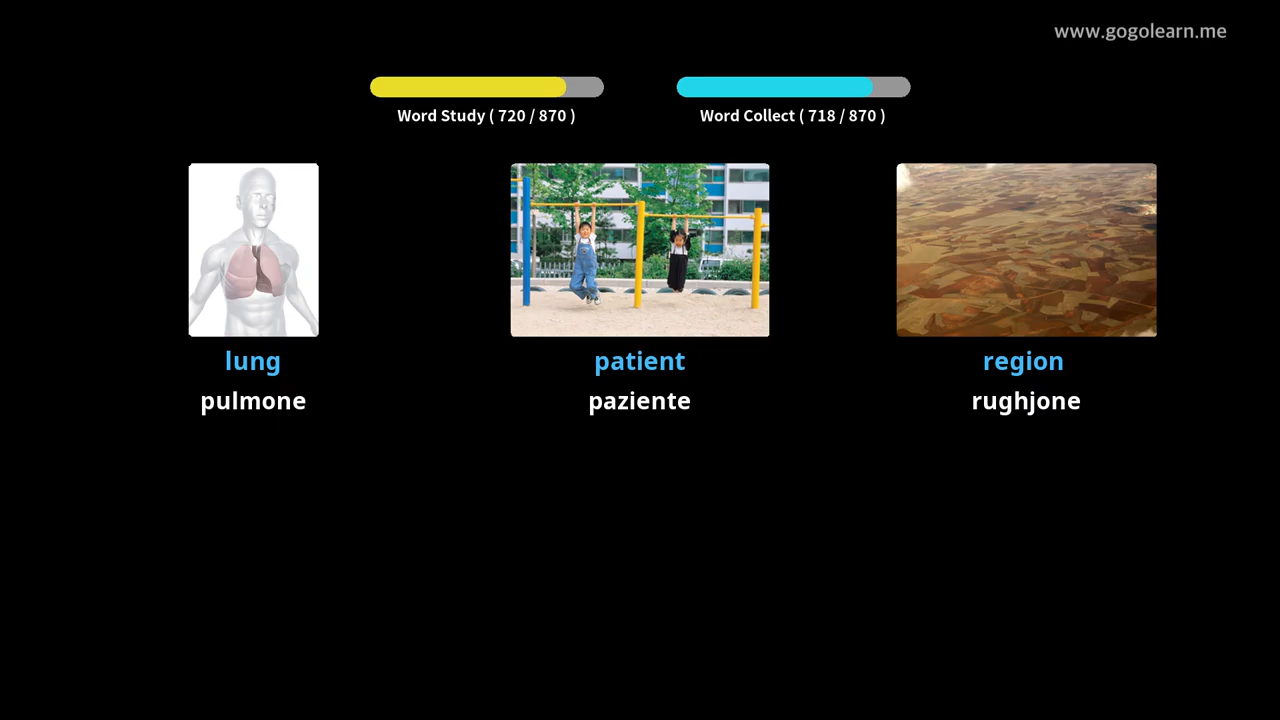 www.gogolearn.me
Word Study ( 720 / 870 )
Word Collect ( 718 / 870 )
lung
pulmone
patient
paziente
region
rughjone